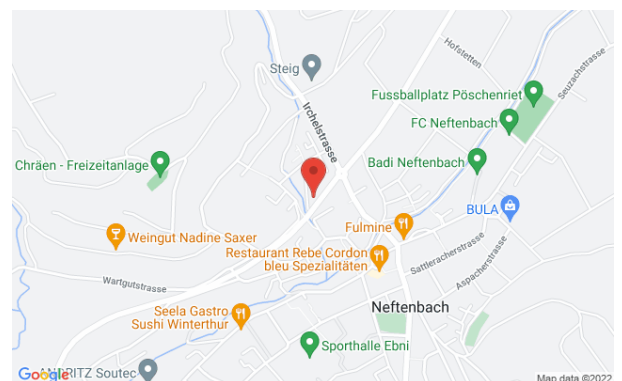 Hofstetten
Steig
Seuzachstrasse
Fussballplatz Pöschenriet
Irchelstrasse
FC Neftenbach
Chräen - Freizeitanlage
Badi Neftenbach
BULA
Fulmine
Weingut Nadine Saxer
Restaurant Rebe Cordon
bleu Spezialitäten
Sattleracherstrasse
Aspacherstrasse
Wartgutstrasse
Neftenbach
Seela Gastro
Sushi Winterthur
Sporthalle Ebni
Google
ANDRITZ Soutec
Map data ©2022